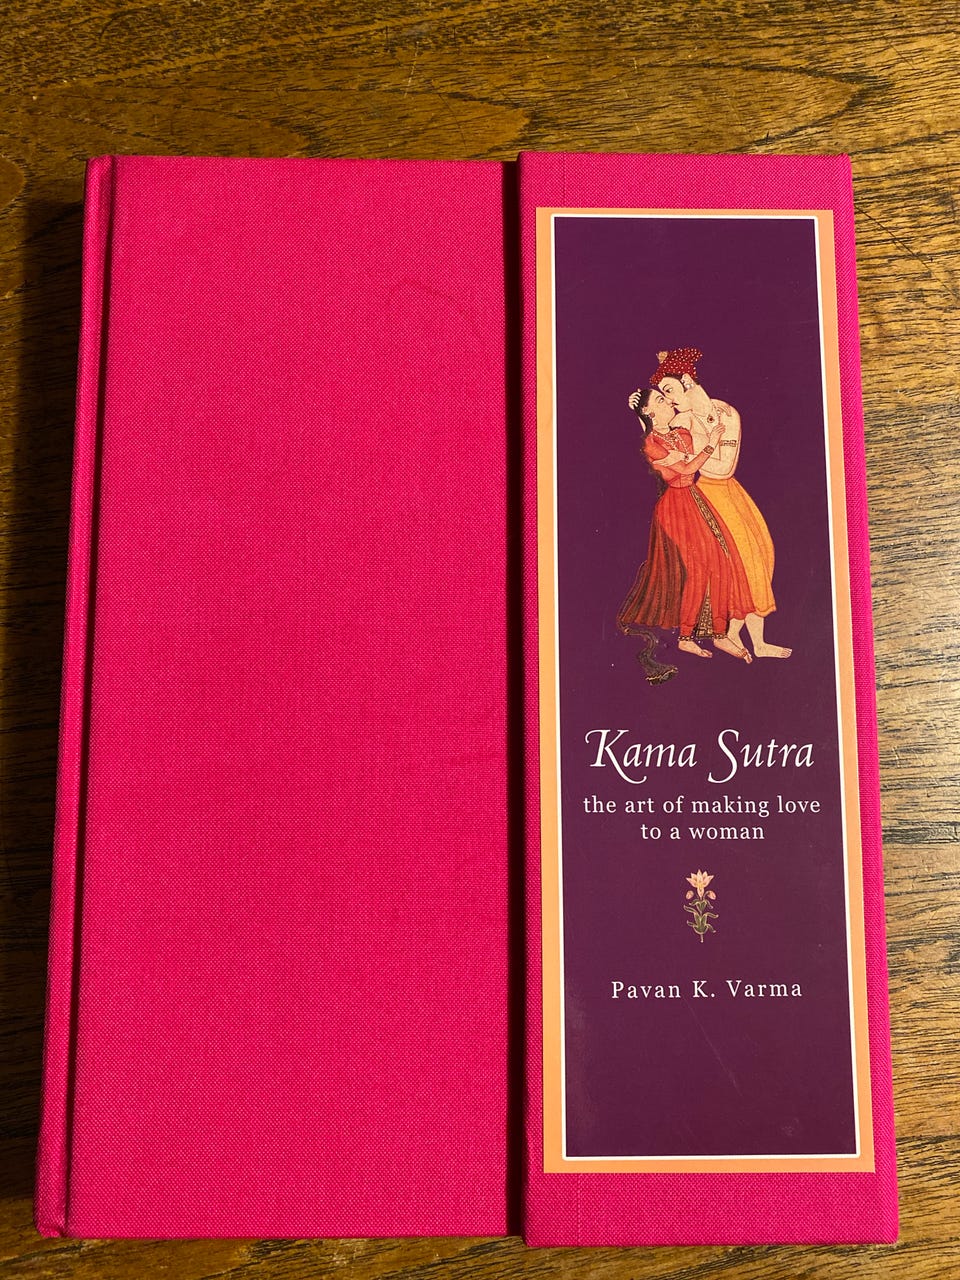 Kama Sutra
the art of making love
to a woman
Pavan K. Varma